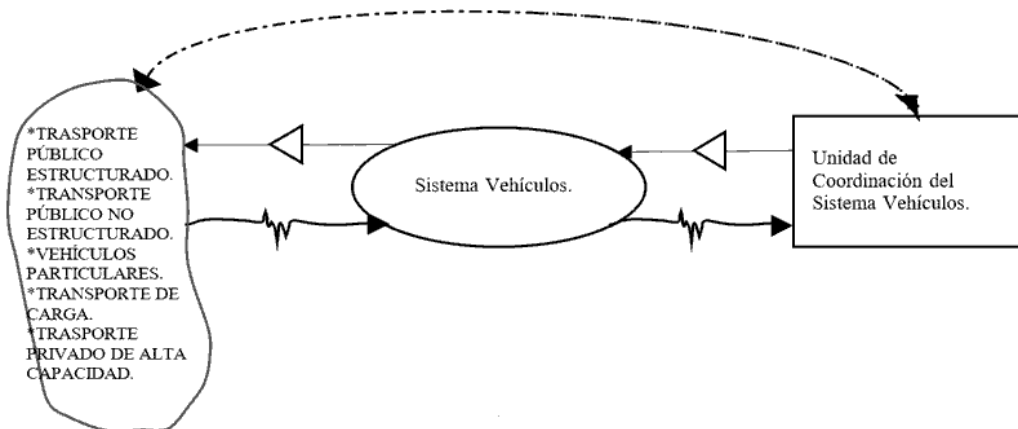 *TRASPORTE
PÚBLICO
ESTRUCTURADO.
*TRANSPORTE
PÚBLICO NO
ESTRUCTURADO.
*VEHÍCULOS
PARTICULARES.
*TRANSPORTE DE
CARGA.
*TRASPORTE
PRIVADO DE ALTA
CAPACIDAD.
Sistema Vehículos.
Unidad de
Coordinación del
Sistema Vehículos.